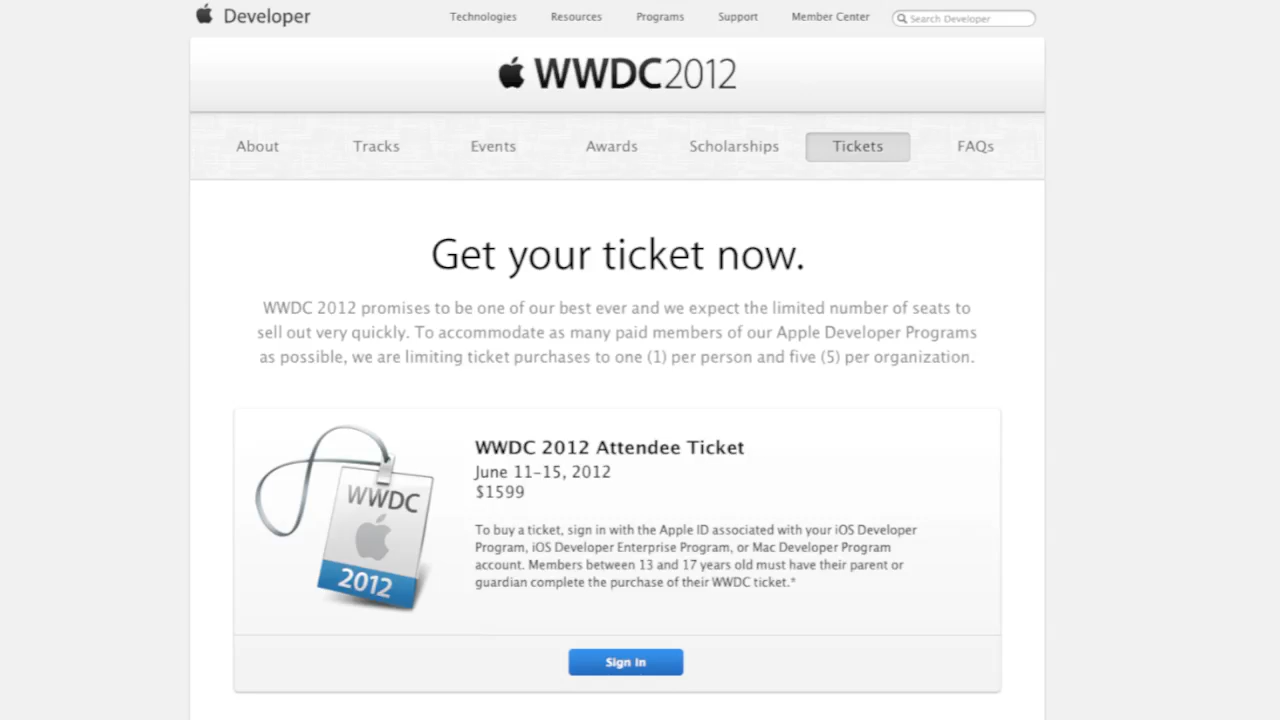 Developer
Technologies Resources Programs Support Member Center Search Developer
WWDC2012
About Tracks Events Awards Scholarships Tickets FAQs
Get your ticket now.
WWDC 2012 promises to be one of our best ever and we expect the limited number of seats to
sell out very quickly. To accommodate as many paid members of our Apple Developer Programs
as possible, we are limiting ticket purchases to one (1) per person and five (5) per organization.
WWDC
2012
WWDC 2012 Attendee Ticket
June 11-15, 2012
$1599
To buy a ticket, sign in with the Apple ID associated with your iOS Developer
Program, iOS Developer Enterprise Program, or Mac Developer Program
account. Members between 13 and 17 years old must have their parent or
guardian complete the purchase of their WWDC ticket.*
Sign In